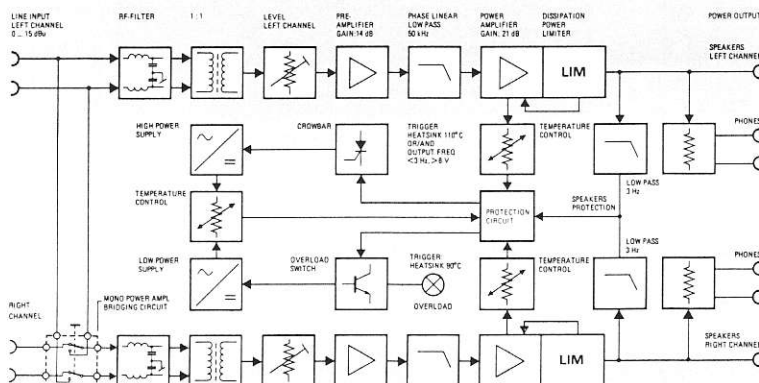 LINE INPUT
LEFT CHANNEL
0 ... 15 dBu
RF-FILTER
1 : 1
LEVEL
LEFT CHANNEL
PRE-
AMPLIFIER
GAIN: 14 dB
PHASE LINEAR
LOW PASS
50 kHz
POWER
AMPLIFIER
GAIN: 21 dB
DISSIPATION
POWER
LIMITER
POWER OUTPUT
SPEAKERS
LEFT CHANNEL
LIM
PHONES
HIGH POWER
SUPPLY
CROWBAR
TRIGGER
HEATSINK 110°C
OR/AND
OUTPUT FREQ
<3 Hz, >8 V
TEMPERATURE
CONTROL
LOW PASS
3 Hz
TEMPERATURE
CONTROL
PROTECTION
CIRCUIT
SPEAKERS
PROTECTION
LOW PASS
3 Hz
LOW POWER
SUPPLY
OVERLOAD
SWITCH
TRIGGER
HEATSINK 90°C
OVERLOAD
TEMPERATURE
CONTROL
PHONES
RIGHT
CHANNEL
MONO POWER AMPL
BRIDGING CIRCUIT
LIM
SPEAKERS
RIGHT CHANNEL